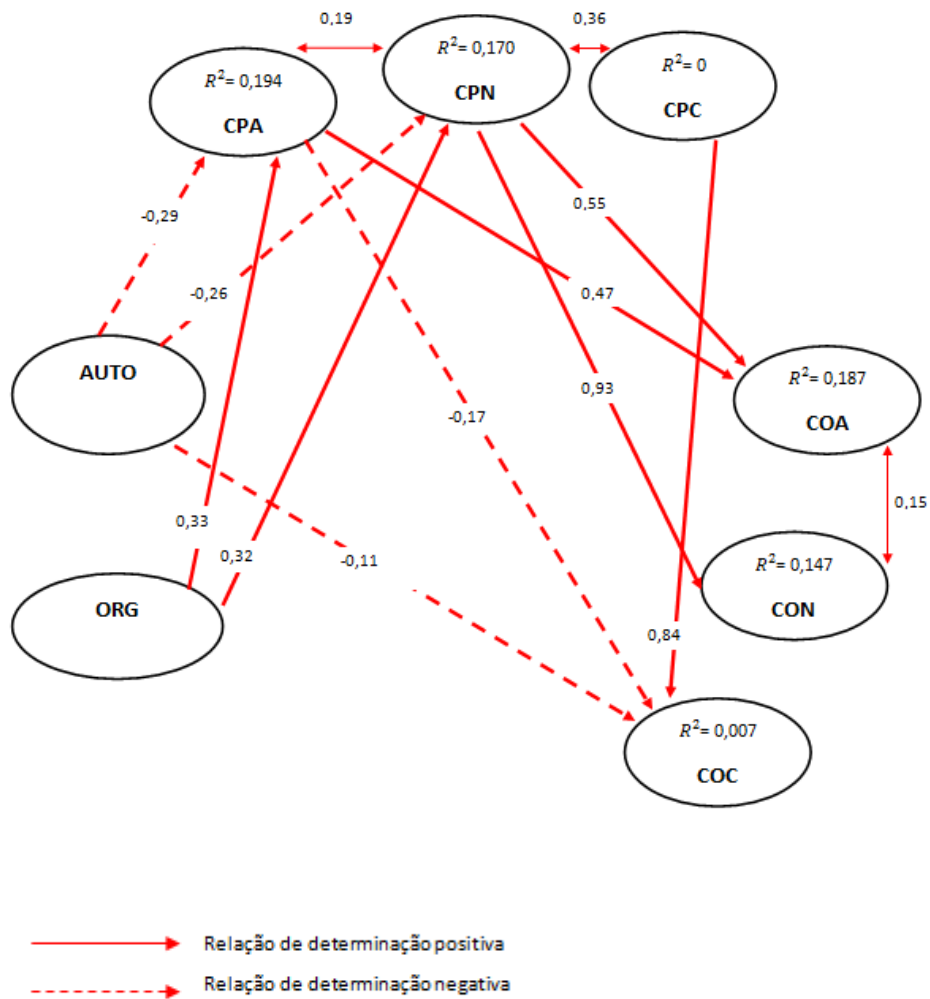 0,19
0,36
R²= 0,194
CPA
R²= 0,170
CPN
R²= 0
CPC
-0,29
0,55
-0,26
0,47
AUTO
R²= 0,187
COA
0,93
-0,17
0,15
0,33
0,32
-0,11
R²= 0,147
CON
ORG
0,84
R²= 0,007
COC
Relação de determinação positiva
Relação de determinação negativa